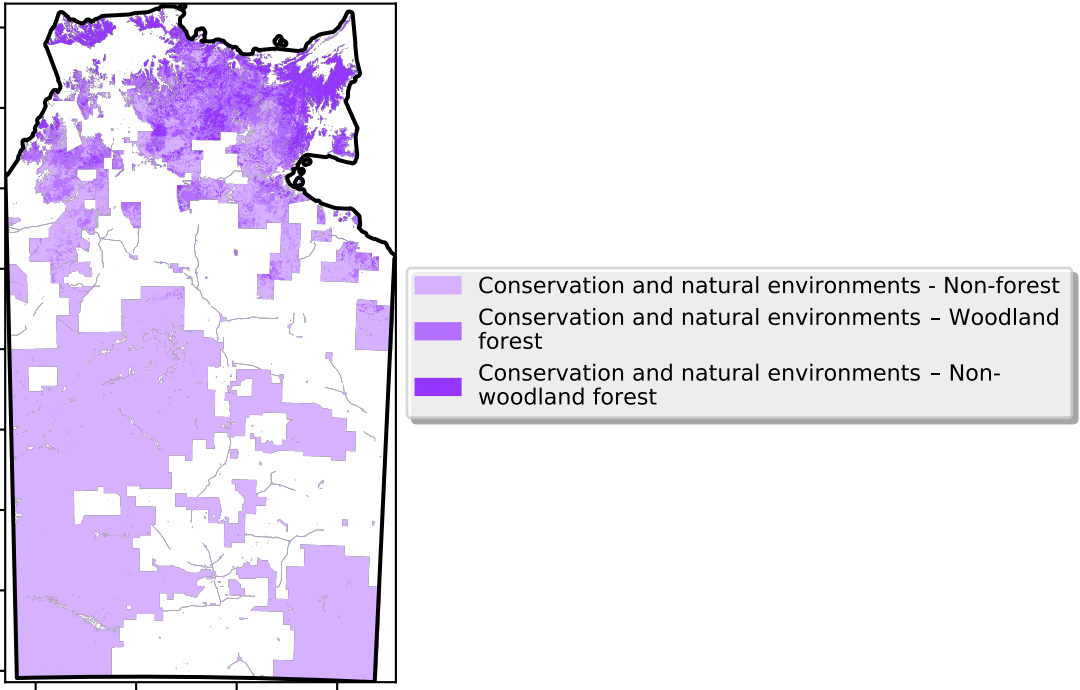 Conservation and natural environments - Non-forest
Conservation and natural environments – Woodland
forest
Conservation and natural environments – Non-
woodland forest